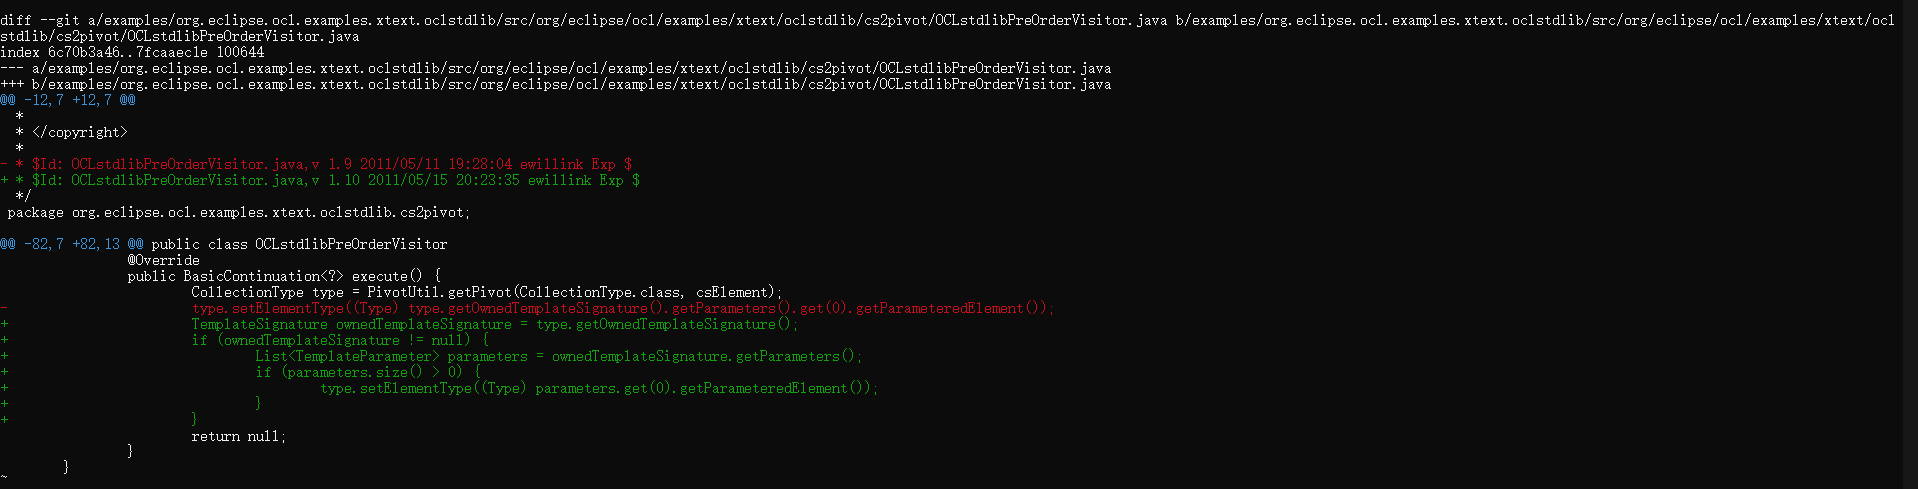 diff --git a/examples/org.eclipse.ocl.examples.xtext.oclstdlib/src/org/eclipse/ocl/examples/xtext/oclstdlib/cs2pivot/OCLstdlibPreOrderVisitor.java b/examples/org.eclipse.ocl.examples.xtext.oclstdlib/src/org/eclipse/ocl/examples/xtext/ocl
stdlib/cs2pivot/OCLstdlibPreOrderVisitor.java
index 6c70b3a46..7fcaaec1e 100644
--- a/examples/org.eclipse.ocl.examples.xtext.oclstdlib/src/org/eclipse/ocl/examples/xtext/oclstdlib/cs2pivot/OCLstdlibPreOrderVisitor.java
+++ b/examples/org.eclipse.ocl.examples.xtext.oclstdlib/src/org/eclipse/ocl/examples/xtext/oclstdlib/cs2pivot/OCLstdlibPreOrderVisitor.java
@@ -12,7 +12,7 @@
  *
  * </copyright>
  *
- * $Id: OCLstdlibPreOrderVisitor.java,v 1.9 2011/05/11 19:28:04 ewillink Exp $
+ * $Id: OCLstdlibPreOrderVisitor.java,v 1.10 2011/05/15 20:23:35 ewillink Exp $
  */
 package org.eclipse.ocl.examples.xtext.oclstdlib.cs2pivot;
@@ -82,7 +82,13 @@ public class OCLstdlibPreOrderVisitor
                @Override
                public BasicContinuation<?> execute() {
                        CollectionType type = PivotUtil.getPivot(CollectionType.class, csElement);
-                       type.setElementType((Type) type.getOwnedTemplateSignature().getParameters().get(0).getParameteredElement());
+                       TemplateSignature ownedTemplateSignature = type.getOwnedTemplateSignature();
+                       if (ownedTemplateSignature != null) {
+                               List<TemplateParameter> parameters = ownedTemplateSignature.getParameters();
+                               if (parameters.size() > 0) {
+                                       type.setElementType((Type) parameters.get(0).getParameteredElement());
+                               }
+                       }
                        return null;
                }
        }
~